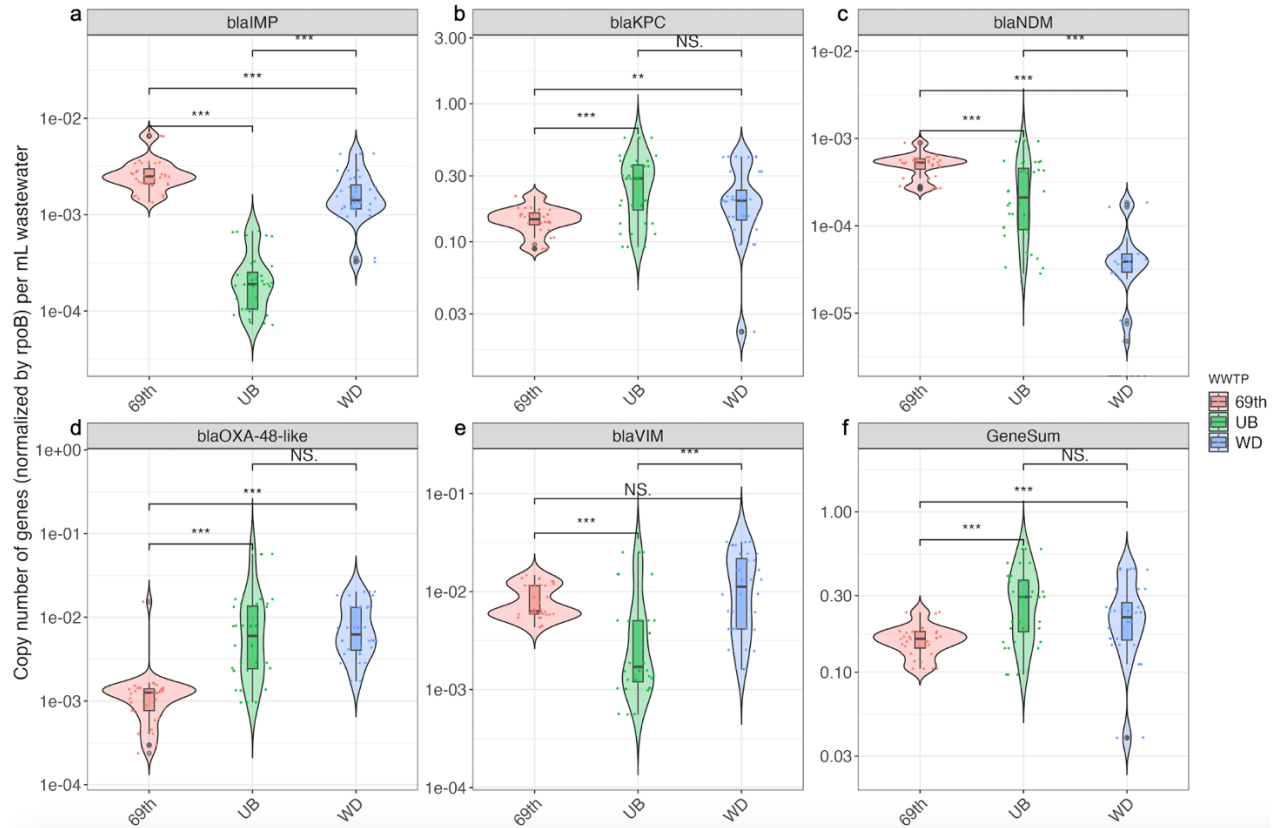 Copy number of genes (normalized by rpoB) per mL wastewater
a
blaIMP
***
***
***
1e-02
1e-03
1e-04
69th
UB
WD
b
blaKPC
3.00
NS.
**
1.00
***
0.30
0.10
0.03
69th
UB
WD
c
blaNDM
1e-02
***
***
***
1e-03
1e-04
1e-05
69th
UB
WD
d
blaOXA-48-like
1e+00
NS.
***
***
1e-01
1e-02
1e-03
1e-04
69th
UB
WD
e
blaVIM
***
1e-01
NS.
***
1e-02
1e-03
1e-04
69th
UB
WD
f
GeneSum
NS.
***
1.00
***
0.30
0.10
0.03
69th
UB
WD
WWTP
69th
UB
WD